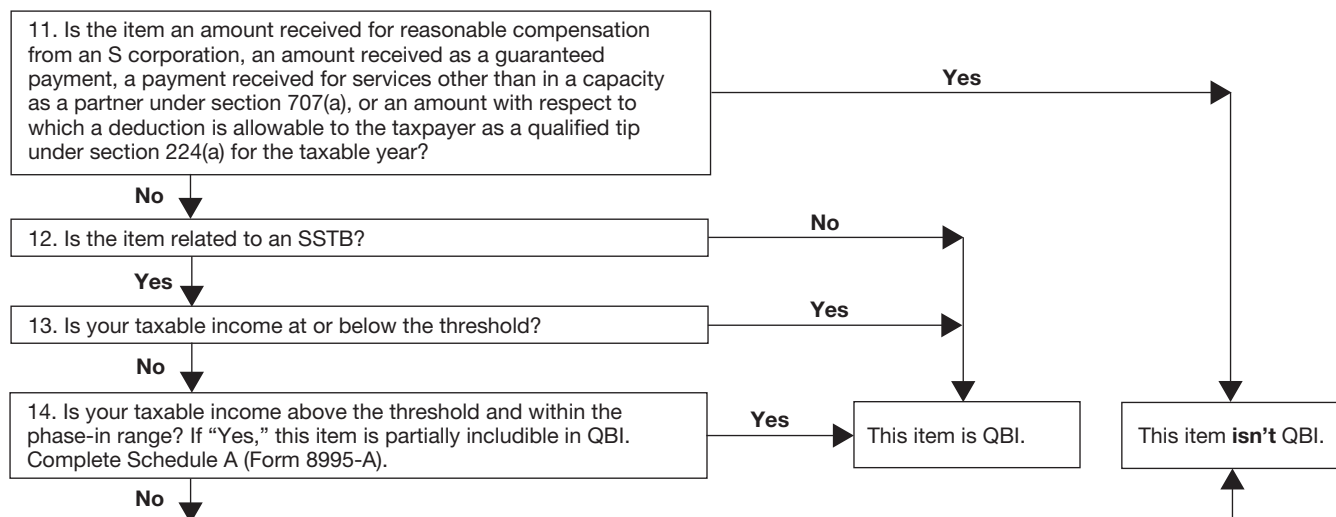 11. Is the item an amount received for reasonable compensation
from an S corporation, an amount received as a guaranteed
payment, a payment received for services other than in a capacity
as a partner under section 707(a), or an amount with respect to
which a deduction is allowable to the taxpayer as a qualified tip
under section 224(a) for the taxable year?
Yes
No
12. Is the item related to an SSTB?
No
Yes
13. Is your taxable income at or below the threshold?
Yes
No
14. Is your taxable income above the threshold and within the
phase-in range? If “Yes,” this item is partially includible in QBI.
Complete Schedule A (Form 8995-A).
Yes
This item is QBI.
This item isn’t QBI.
No